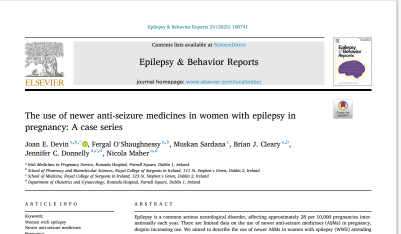 Epilepsy & Behavior Reports 29 (2025) 100741
Contents lists available at ScienceDirect
Epilepsy & Behavior Reports
journal homepage: www.elsevier.com/locate/ebr
ELSEVIER
Epilepsy & Behavior Reports
The use of newer anti-seizure medicines in women with epilepsy in
pregnancy: A case series
Joan E. Devin a,b,*, Fergal O'Shaughnessy a,b, Muskan Sardana c, Brian J. Cleary a,b,
Jennifer C. Donnelly a,c,d, Nicola Maher a,d
a Irish Medicines in Pregnancy Service, Rotunda Hospital, Parnell Square, Dublin 1, Ireland
b School of Pharmacy and Biomolecular Sciences, Royal College of Surgeons in Ireland, 111 St. Stephen's Green, Dublin 2, Ireland
c School of Medicine, Royal College of Surgeons in Ireland, 123 St. Stephen's Green, Dublin 2, Ireland
d Department of Obstetrics and Gynaecology, Rotunda Hospital, Parnell Square, Dublin 1, Ireland
ARTICLE INFO
ABSTRACT
Keywords:
Women with epilepsy
Newer anti-seizure medicines
Epilepsy is a common serious neurological disorder, affecting approximately 28 per 10,000 pregnancies inter-
nationally each year. There are limited data on the use of newer anti-seizure medications (ASMs) in pregnancy,
despite increasing use. We aimed to describe the use of newer ASMs in women with epilepsy (WWE) attending